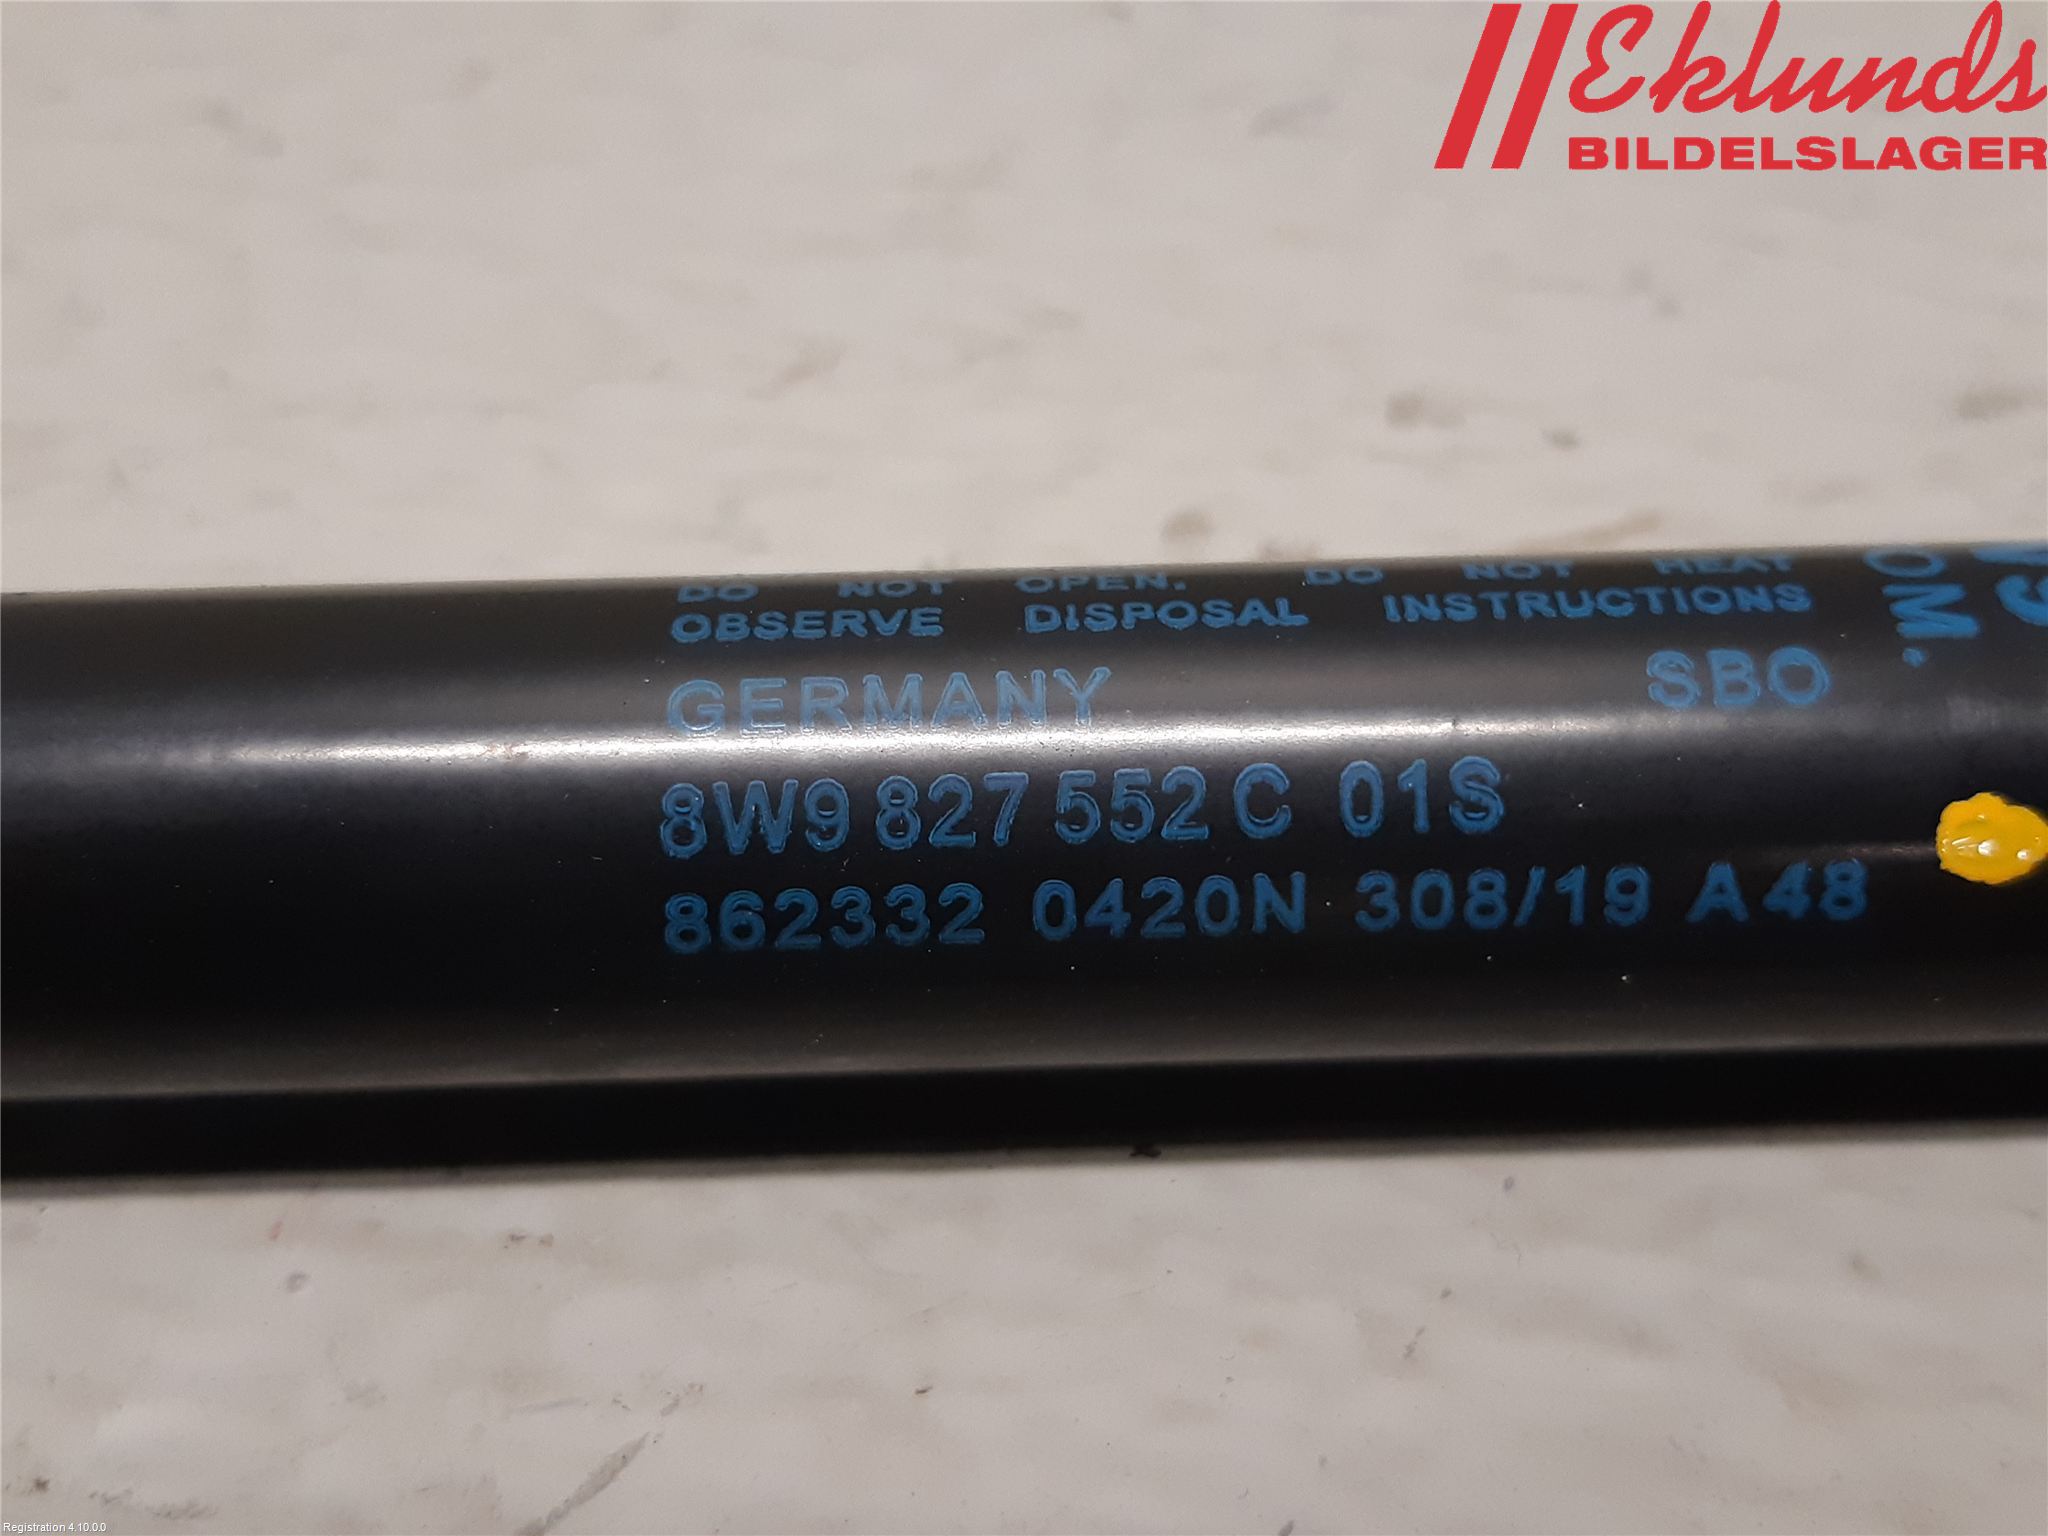 Eklunds
BILDELSLAGER
DO NOT OPEN. DO NOT HEAT
OBSERVE DISPOSAL INSTRUCTIONS
GERMANY SBO
8W9 827 552 C 01S
862332 0420N 308/19 A48
Registration 4.10.0.0